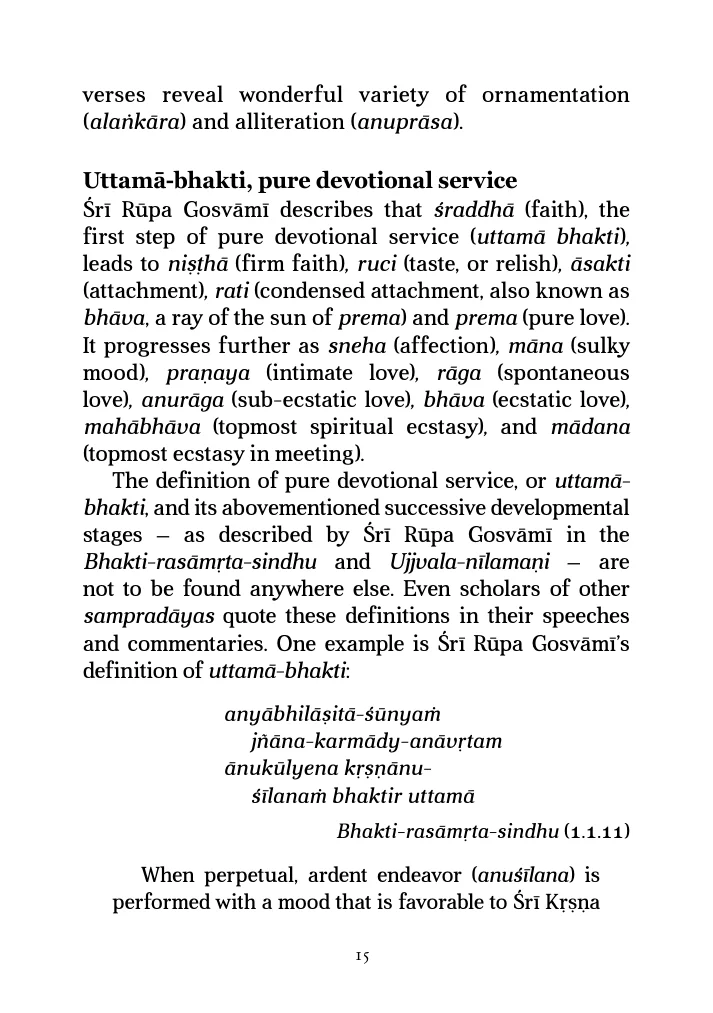 verses reveal wonderful variety of ornamentation
(alaṅkāra) and alliteration (anuprāsa).
Uttamā-bhakti, pure devotional service
Śrī Rūpa Gosvāmī describes that śraddhā (faith), the
first step of pure devotional service (uttamā bhakti),
leads to niṣṭhā (firm faith), ruci (taste, or relish), āsakti
(attachment), rati (condensed attachment, also known as
bhāva, a ray of the sun of prema) and prema (pure love).
It progresses further as sneha (affection), māna (sulky
mood), praṇaya (intimate love), rāga (spontaneous
love), anurāga (sub-ecstatic love), bhāva (ecstatic love),
mahābhāva (topmost spiritual ecstasy), and mādana
(topmost ecstasy in meeting).
The definition of pure devotional service, or uttamā-
bhakti, and its abovementioned successive developmental
stages – as described by Śrī Rūpa Gosvāmī in the
Bhakti-rasāmṛta-sindhu and Ujjvala-nīlamaṇi – are
not to be found anywhere else. Even scholars of other
sampradāyas quote these definitions in their speeches
and commentaries. One example is Śrī Rūpa Gosvāmī’s
definition of uttamā-bhakti:
anyābhilāṣitā-śūnyaṁ
jñāna-karmādy-anāvṛtam
ānukūlyena kṛṣṇānu-
śīlanaṁ bhaktir uttamā
Bhakti-rasāmṛta-sindhu (1.1.11)
When perpetual, ardent endeavor (anuśīlana) is
performed with a mood that is favorable to Śrī Kṛṣṇa
15